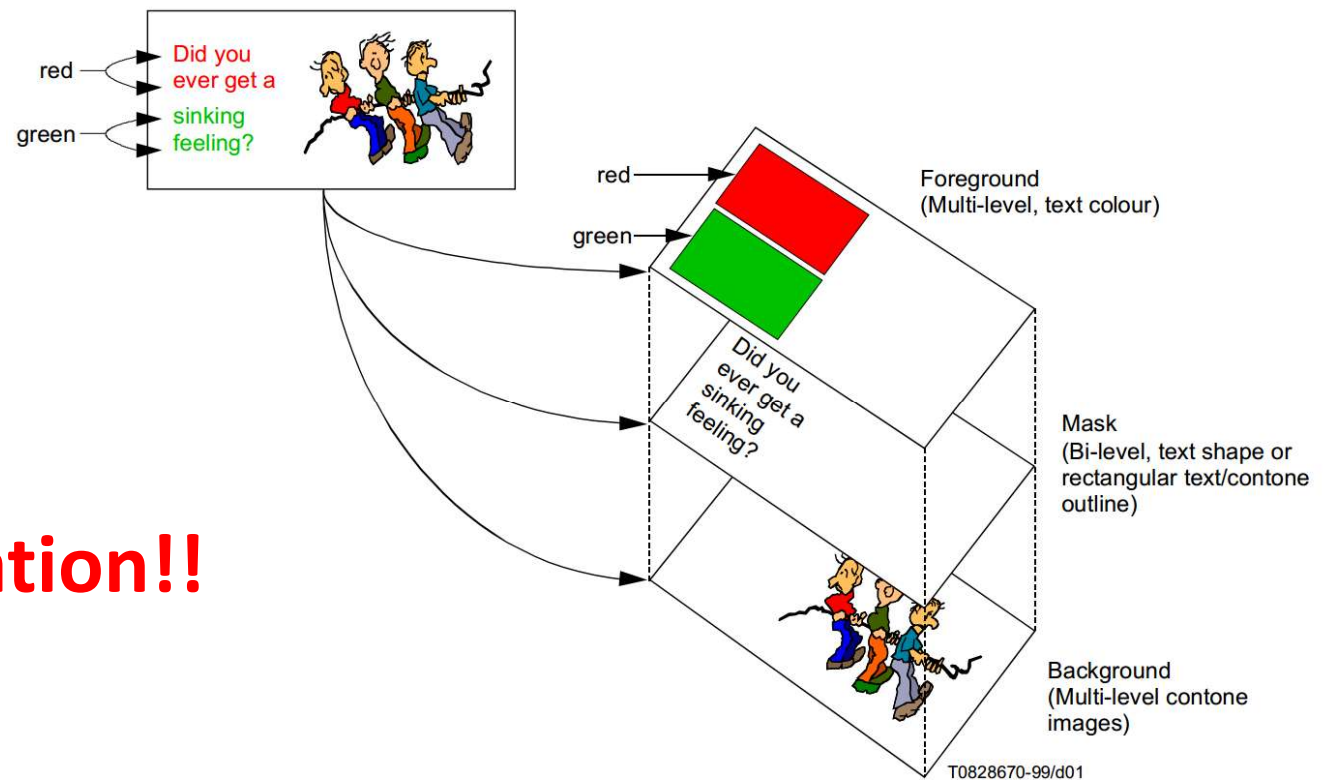 red
green
Did you
ever get a
sinking
feeling?
red
green
Foreground
(Multi-level, text colour)
Did you
ever get a
sinking
feeling?
Mask
(Bi-level, text shape or
rectangular text/contone
outline)
ation!!
Background
(Multi-level contone
images)
T0828670-99/d01